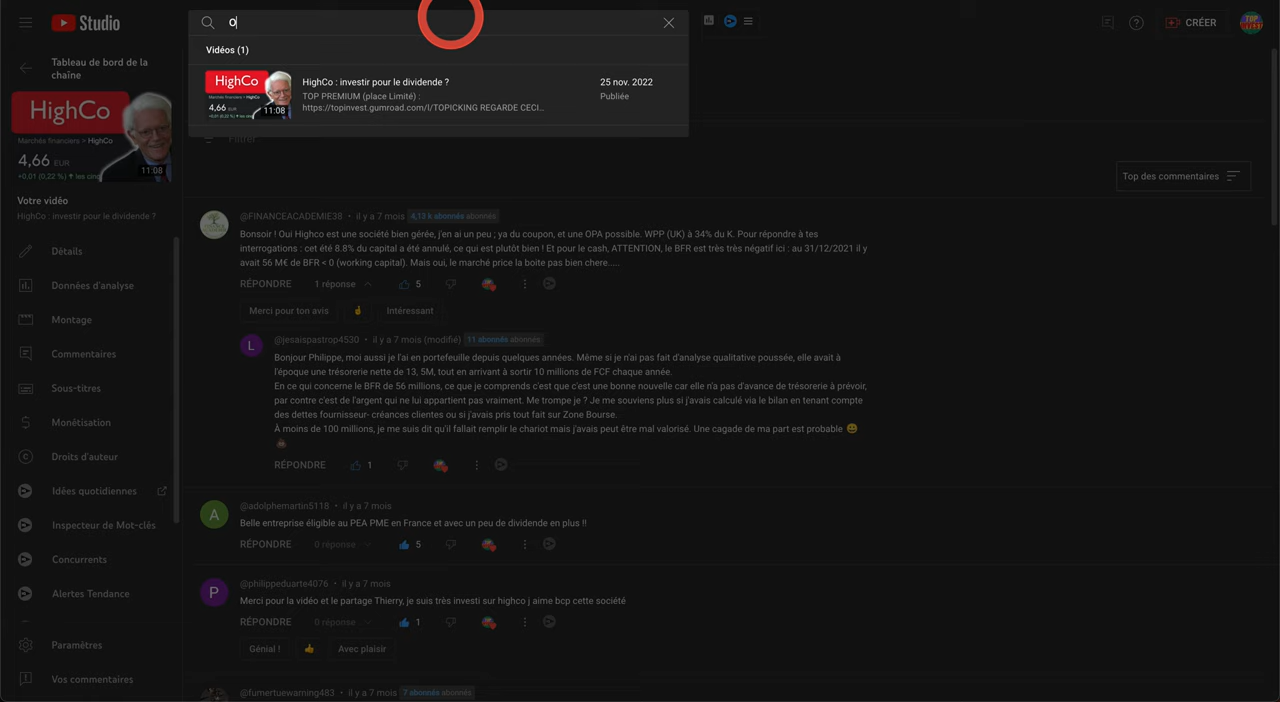 Studio
O
CRÉER
Vidéos (1)
HighCo
4,66 EUR
11:08
HighCo : investir pour le dividende ?
TOP PREMIUM (place Limité) :
https://topinvest.gumroad.com/l/TOPICKING REGARDE CECI...
25 nov. 2022
Publiée
Filtrer
Top des commentaires
Tableau de bord de la
chaîne
HighCo
Marchés financiers > HighCo
4,66 EUR
+0,01 (0,22 %) ↑ les cinq
11:08
Votre vidéo
HighCo : investir pour le dividende ?
Détails
Données d'analyse
Montage
Commentaires
Sous-titres
Monétisation
Droits d'auteur
Idées quotidiennes
Inspecteur de Mot-clés
Concurrents
Alertes Tendance
Paramètres
Vos commentaires
@FINANCEACADEMIE38 • il y a 7 mois 4,13 k abonnés abonnés
Bonsoir ! Oui Highco est une société bien gérée, j'en ai un peu ; ya du coupon, et une OPA possible. WPP (UK) à 34% du K. Pour répondre à tes
interrogations : cet été 8.8% du capital a été annulé, ce qui est plutôt bien ! Et pour le cash, ATTENTION, le BFR est très très négatif ici : au 31/12/2021 il y
avait 56 M€ de BFR < 0 (working capital). Mais oui, le marché price la boite pas bien chere.....
RÉPONDRE 1 réponse 5
Merci pour ton avis 🤞 Intéressant
L
@jesaispastrop4530 • il y a 7 mois (modifié) 11 abonnés abonnés
Bonjour Philippe, moi aussi je l'ai en portefeuille depuis quelques années. Même si je n'ai pas fait d'analyse qualitative poussée, elle avait à
l'époque une trésorerie nette de 13, 5M, tout en arrivant à sortir 10 millions de FCF chaque année.
En ce qui concerne le BFR de 56 millions, ce que je comprends c'est que c'est une bonne nouvelle car elle n'a pas d'avance de trésorerie à prévoir,
par contre c'est de l'argent qui ne lui appartient pas vraiment. Me trompe je ? Je me souviens plus si j'avais calculé via le bilan en tenant compte
des dettes fournisseur- créances clientes ou si j'avais pris tout fait sur Zone Bourse.
À moins de 100 millions, je me suis dit qu'il fallait remplir le chariot mais j'avais peut être mal valorisé. Une cagade de ma part est probable 😀
💩
RÉPONDRE 1
A
@adolphemartin5118 • il y a 7 mois
Belle entreprise éligible au PEA PME en France et avec un peu de dividende en plus !!
RÉPONDRE 0 réponse 5
P
@philippeduarte4076 • il y a 7 mois
Merci pour la vidéo et le partage Thierry, je suis très investi sur highco j aime bcp cette société
RÉPONDRE 0 réponse 1
Génial ! 👍 Avec plaisir
@fumertuewarning483 • il y a 7 mois 7 abonnés abonnés